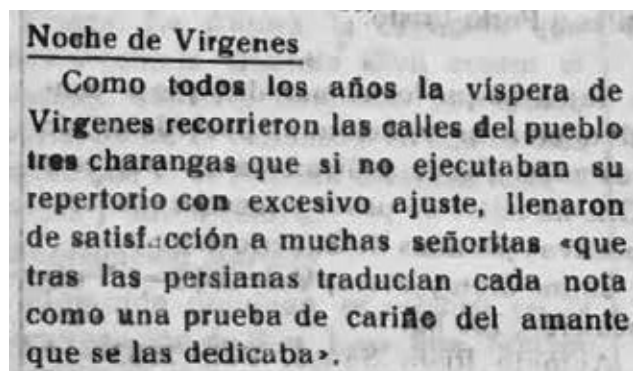 Noche de Virgenes
Como todos los años la víspera de
Virgenes recorrieron las calles del pueblo
tres charangas que si no ejecutaban su
repertorio con excesivo ajuste, llenaron
de satisfacción a muchas señoritas «que
tras las persianas traducían cada nota
como una prueba de cariño del amante
que se las dedicaba».